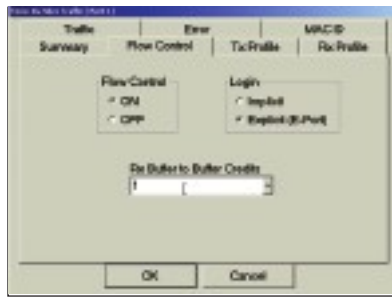 Traffic Error MAC ID
Summary Flow Control Tx Profile Rx Profile
Flow Control
ON
OFF
Login
Implicit
Explicit (E-Port)
Rx Buffer to Buffer Credits
1
OK Cancel